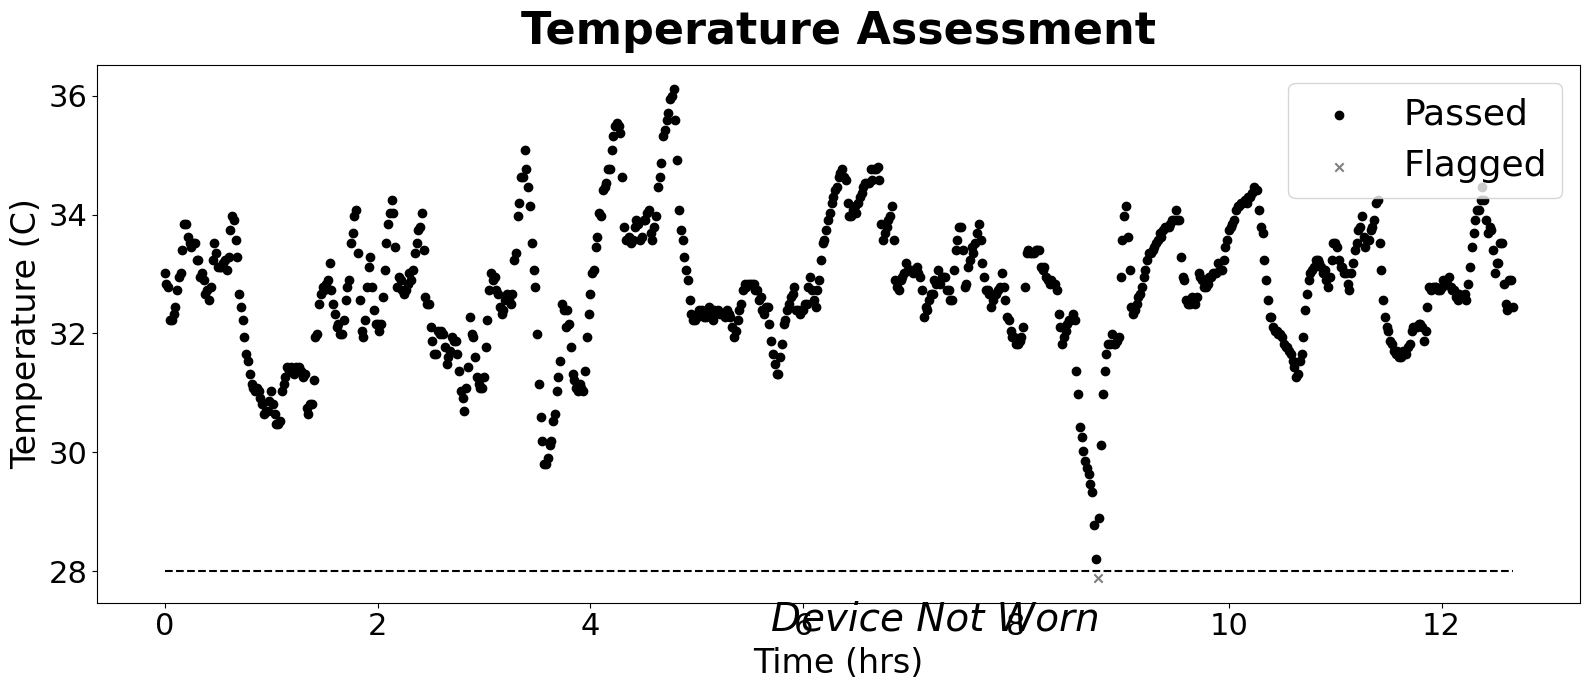 Temperature Assessment
36
34
32
30
28
Temperature (C)
Passed
Flagged
Device Not Worn
0 2 4 6 8 10 12
Time (hrs)